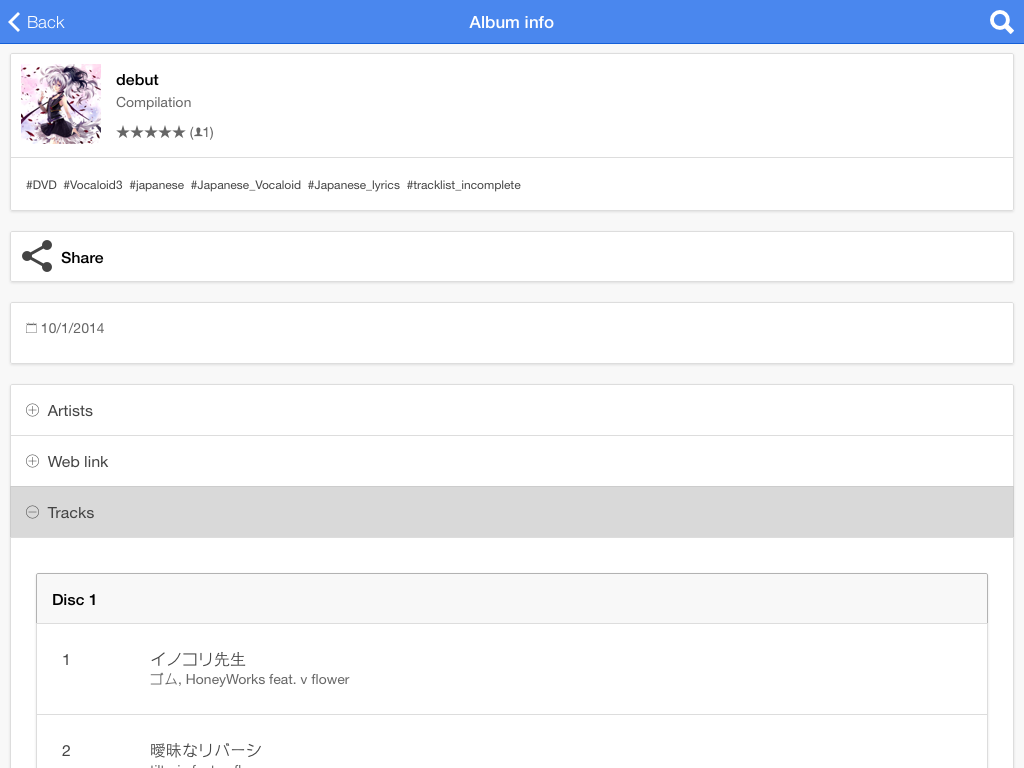 Back
Album info
debut
Compilation
★★★★★ (1)
#DVD #Vocaloid3 #japanese #Japanese_Vocaloid #Japanese_lyrics #tracklist_incomplete
Share
10/1/2014
Artists
Web link
Tracks
Disc 1
1
イノコリ先生
ゴム, HoneyWorks feat. v flower
2
曖昧なリバーシ